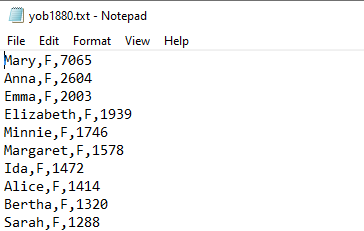 yob1880.txt - Notepad
File Edit Format View Help
Mary,F,7065
Anna,F,2604
Emma,F,2003
Elizabeth,F,1939
Minnie,F,1746
Margaret,F,1578
Ida,F,1472
Alice,F,1414
Bertha,F,1320
Sarah,F,1288